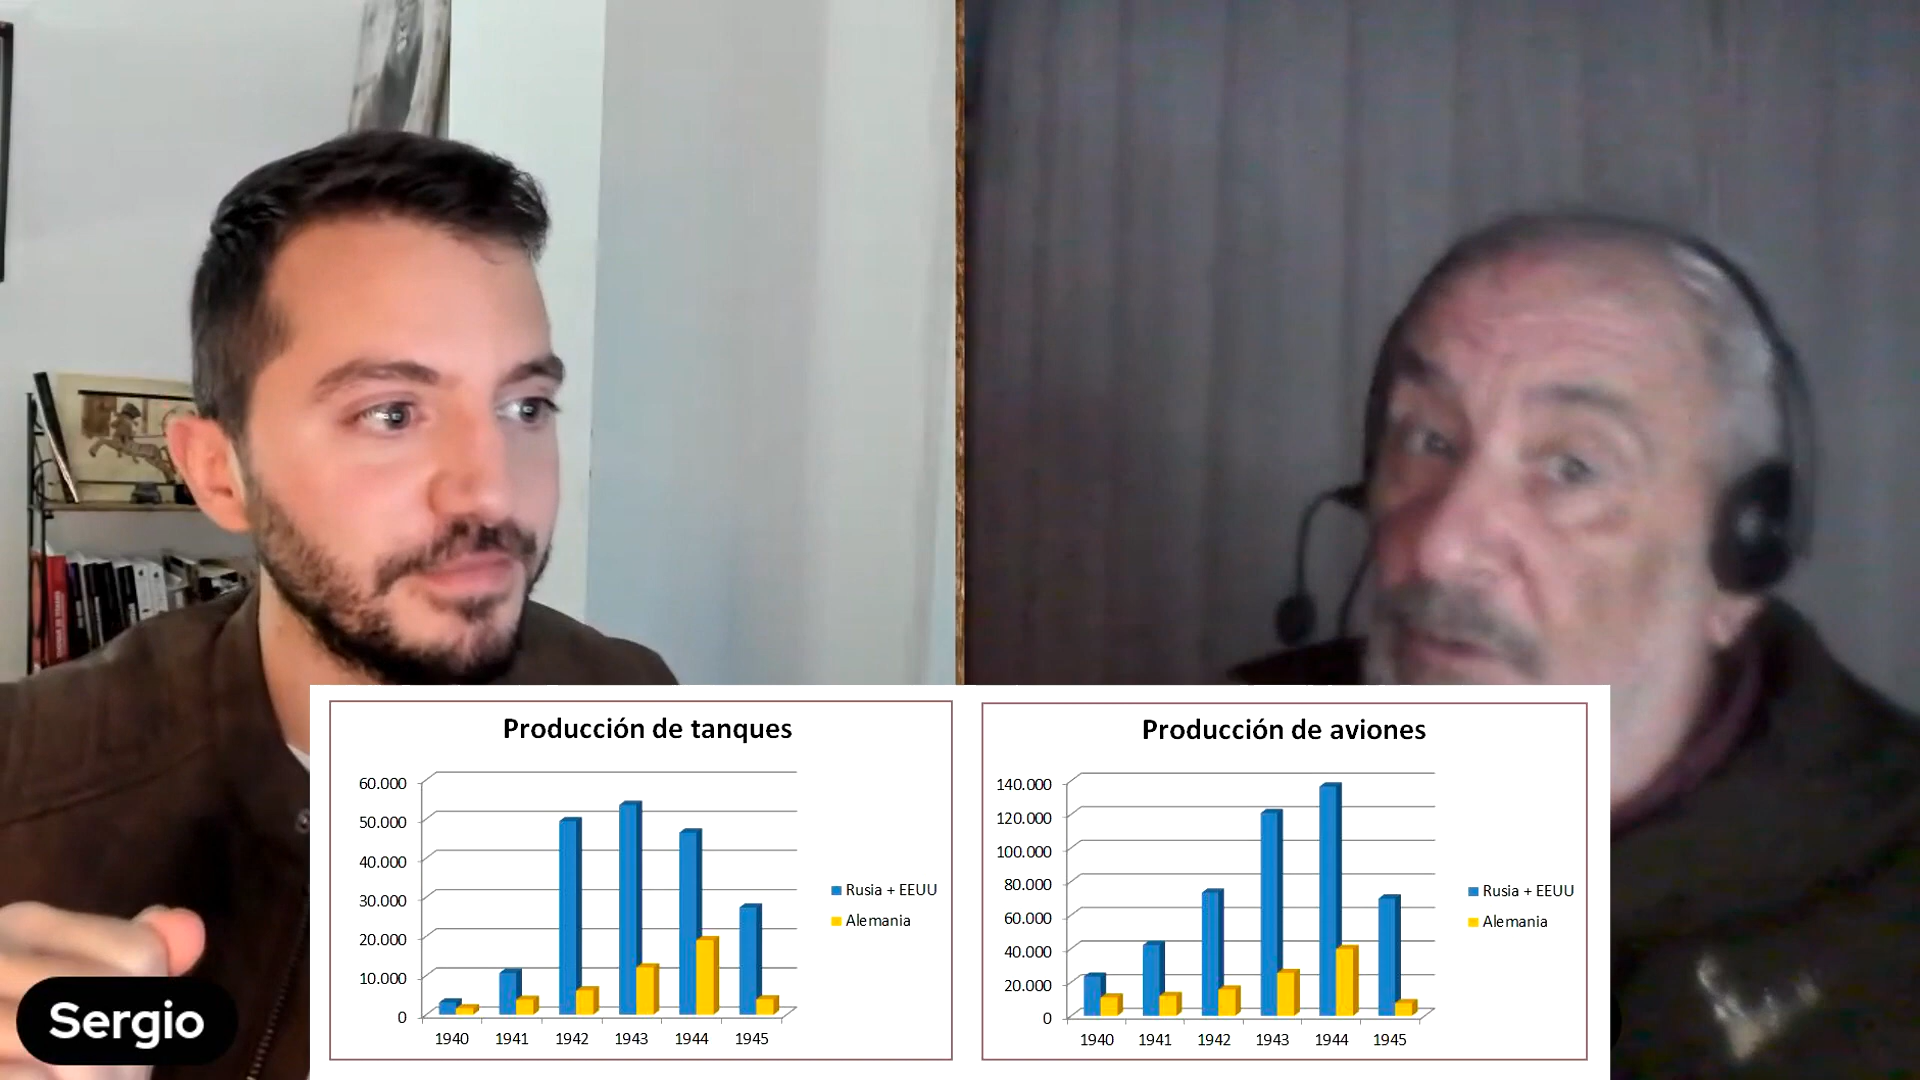 Sergio
Producción de tanques
60.000
50.000
40.000
30.000
20.000
10.000
0
1940 1941 1942 1943 1944 1945
Rusia + EEUU
Alemania
Producción de aviones
140.000
120.000
100.000
80.000
60.000
40.000
20.000
0
1940 1941 1942 1943 1944 1945
Rusia + EEUU
Alemania